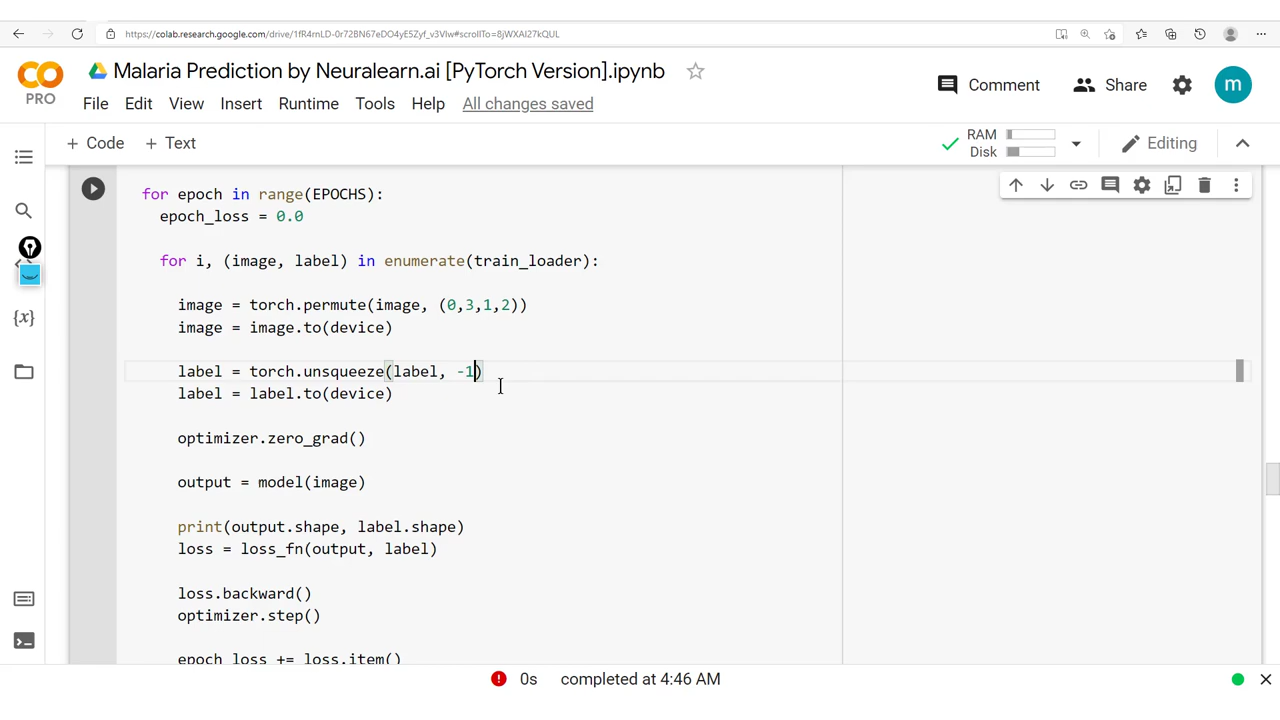 https://colab.research.google.com/drive/1fR4rnLD-0r72BN67eDO4yE5Zyf_v3Vlw#scrollTo=8jWXAI27kQUL
CO
PRO
Malaria Prediction by Neuralearn.ai [PyTorch Version].ipynb
File Edit View Insert Runtime Tools Help All changes saved
Comment Share m
+ Code + Text
RAM
Disk
Editing
for epoch in range(EPOCHS):
epoch_loss = 0.0
for i, (image, label) in enumerate(train_loader):
image = torch.permute(image, (0,3,1,2))
image = image.to(device)
label = torch.unsqueeze(label, -1)
label = label.to(device)
optimizer.zero_grad()
output = model(image)
print(output.shape, label.shape)
loss = loss_fn(output, label)
loss.backward()
optimizer.step()
epoch_loss += loss.item()
{x}
0s completed at 4:46 AM